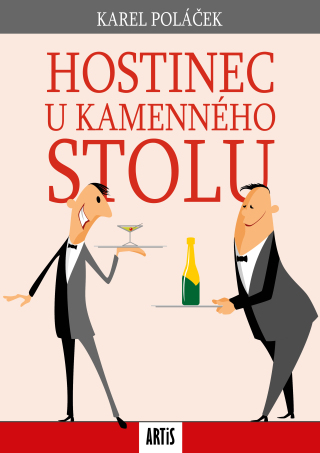 KAREL POLÁČEK
HOSTINEC
U KAMENNÉHO
STOLU
ARTiS